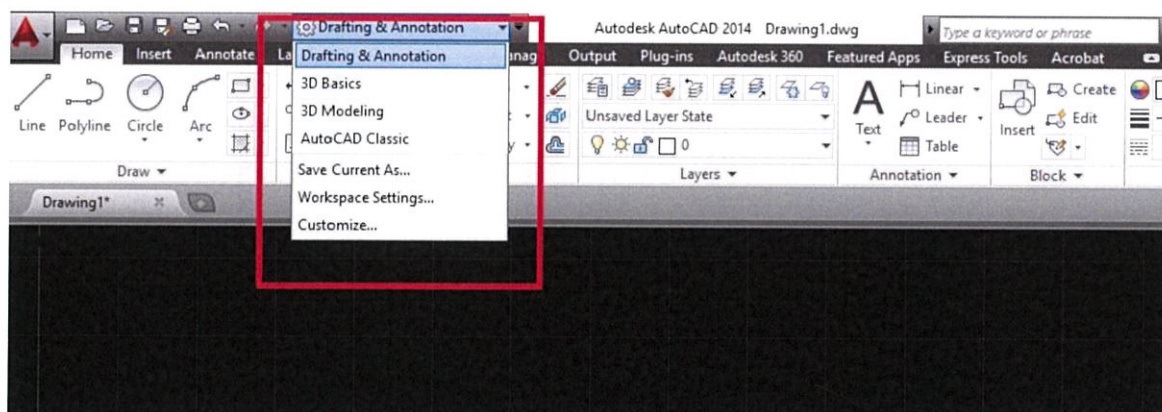 Drafting & Annotation
Autodesk AutoCAD 2014 Drawing1.dwg
Type a keyword or phrase
Home Insert Annotate
Output Plug-ins Autodesk 360 Featured Apps Express Tools Acrobat
Drafting & Annotation
3D Basics
3D Modeling
AutoCAD Classic
Save Current As...
Workspace Settings...
Customize...
Line Polyline Circle Arc
Draw
Unsaved Layer State
0
Layers
Text
Linear
Leader
Table
Annotation
Insert
Create
Edit
Block
Drawing1*